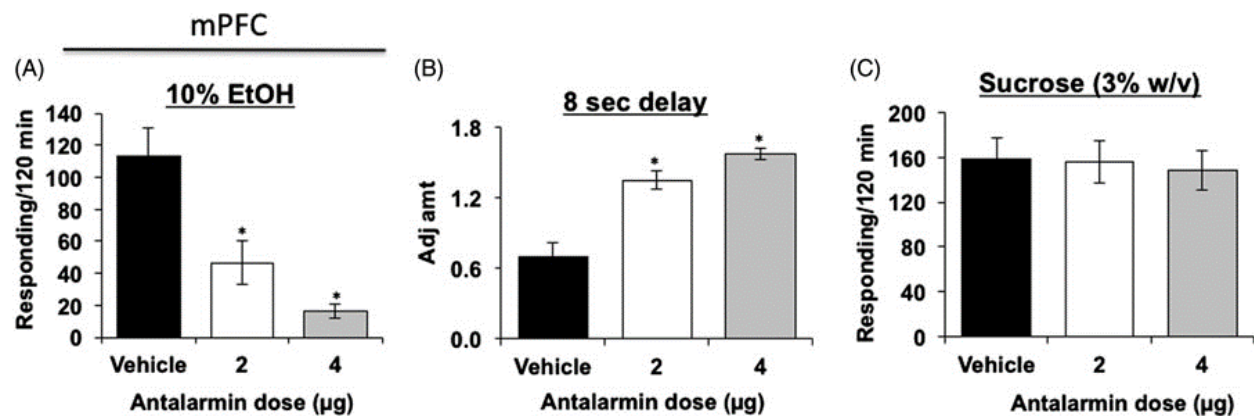 mPFC
(A)
10% EtOH
Responding/120 min
140
120
100
80
60
40
20
0
*
*
Vehicle 2 4
Antalarmin dose (µg)
(B)
8 sec delay
Adj amt
1.8
1.2
0.6
0.0
*
*
Vehicle 2 4
Antalarmin dose (µg)
(C)
Sucrose (3% w/v)
Responding/120 min
200
160
140
80
40
0
Vehicle 2 4
Antalarmin dose (µg)